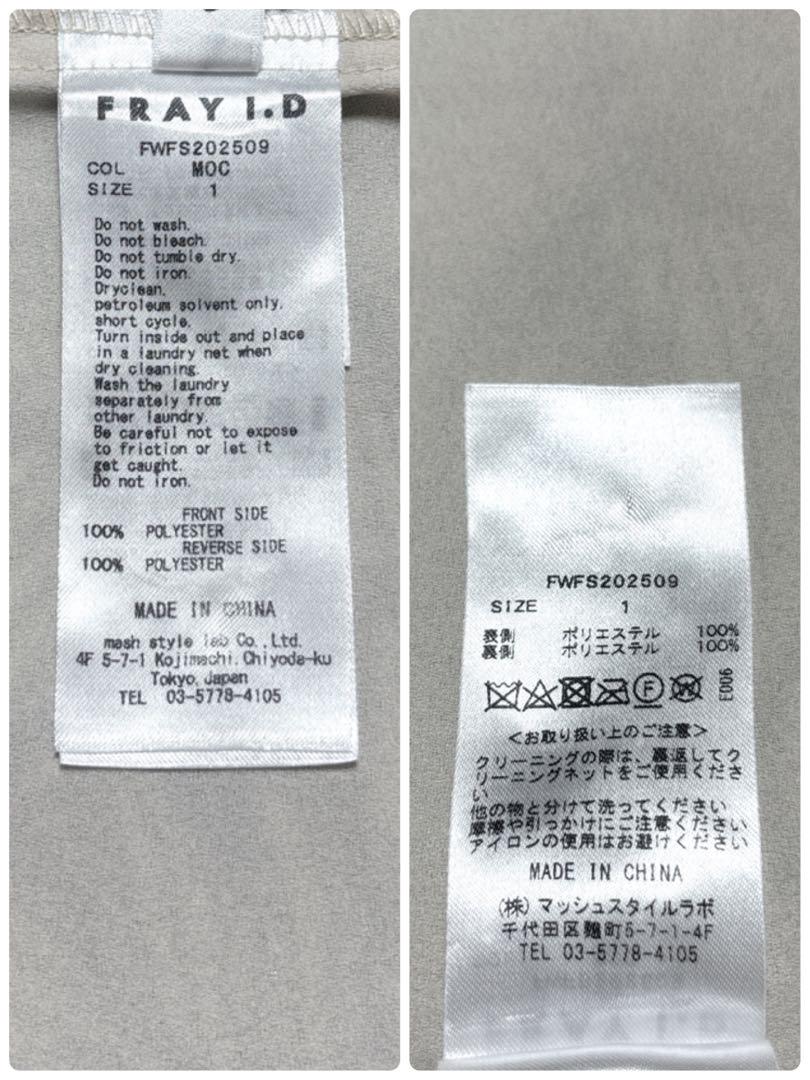 FRAY I.D
FWFS202509
COL MOC
SIZE 1
Do not wash.
Do not bleach.
Do not tumble dry.
Do not iron.
Dryclean.
petroleum solvent only.
short cycle.
Turn inside out and place
in a laundry net when
dry cleaning.
Wash the laundry
separately from
other laundry.
Be careful not to expose
to friction or let it
get caught.
Do not iron.
FRONT SIDE
100% POLYESTER
REVERSE SIDE
100% POLYESTER
MADE IN CHINA
mash style lab Co., Ltd.
4F 5-7-1 Kojimachi. Chiyoda-ku
Tokyo, Japan
TEL 03-5778-4105
FWFS202509
SIZE 1
表側 ポリエステル 100%
裏側 ポリエステル 100%
F W
E006
<お取り扱い上のご注意>
クリーニングの際は、裏返してク
リーニングネットをご使用くださ
い
他の物と分けて洗ってください
摩擦や引っかけにご注意ください
アイロンの使用はお避けください
MADE IN CHINA
(株)マッシュスタイルラボ
千代田区麹町5-7-1-4F
TEL 03-5778-4105